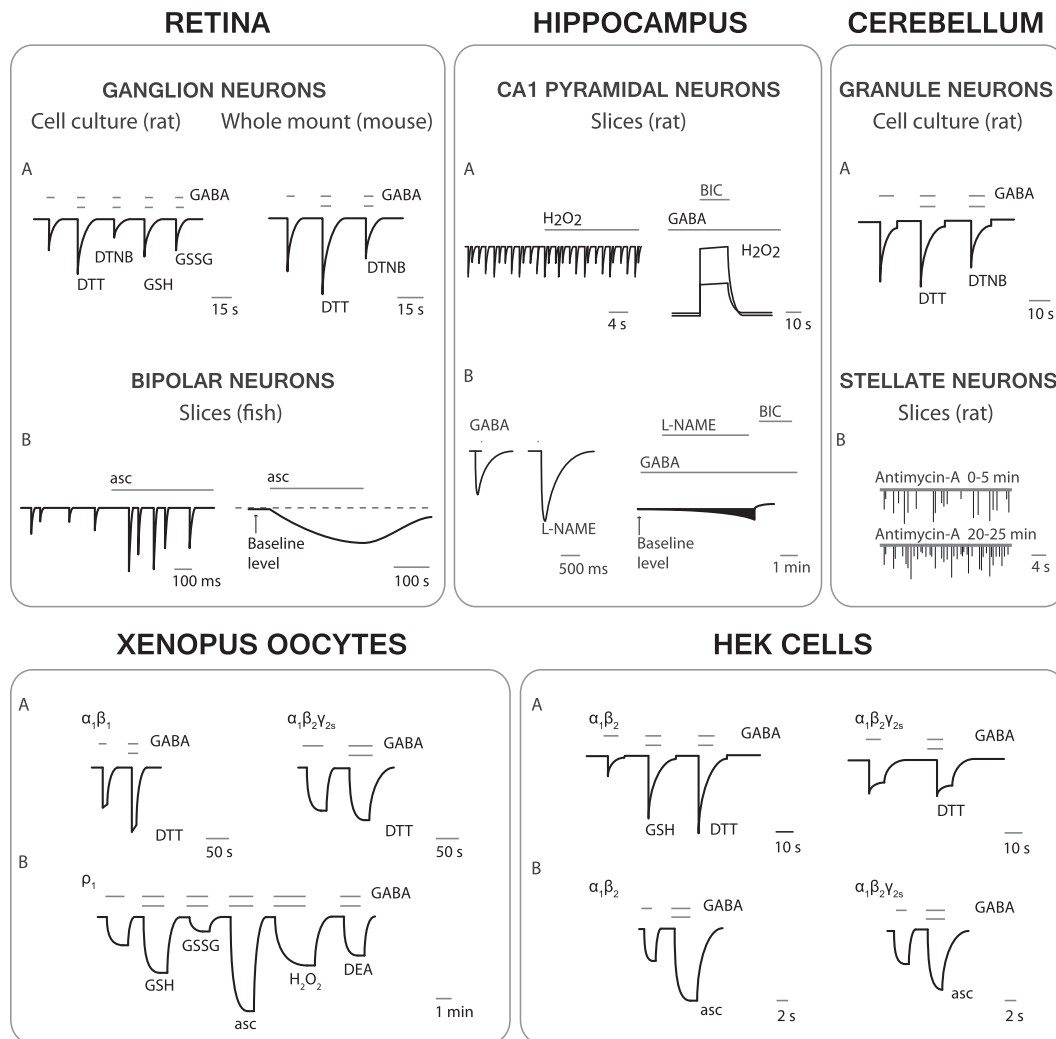 RETINA
GANGLION NEURONS
Cell culture (rat)
Whole mount (mouse)
A
GABA
DTT
DTNB
GSH
GSSG
15 s
GABA
DTT
DTNB
15 s
BIPOLAR NEURONS
Slices (fish)
B
asc
100 ms
asc
Baseline
level
100 s
HIPPOCAMPUS
CA1 PYRAMIDAL NEURONS
Slices (rat)
A
H2O2
4 s
BIC
GABA
H2O2
10 s
B
GABA
L-NAME
500 ms
BIC
L-NAME
GABA
Baseline
level
1 min
CEREBELLUM
GRANULE NEURONS
Cell culture (rat)
A
GABA
DTT
DTNB
10 s
STELLATE NEURONS
Slices (rat)
B
Antimycin-A 0-5 min
Antimycin-A 20-25 min
4 s
XENOPUS OOCYTES
A
α₁β₁
GABA
DTT
50 s
α₁β₂γ₂ₛ
GABA
DTT
50 s
B
ρ₁
GABA
GSH
GSSG
asc
H₂O₂
DEA
1 min
HEK CELLS
A
α₁β₂
GABA
GSH
DTT
10 s
α₁β₂γ₂ₛ
GABA
DTT
10 s
B
α₁β₂
GABA
asc
2 s
α₁β₂γ₂ₛ
GABA
asc
2 s